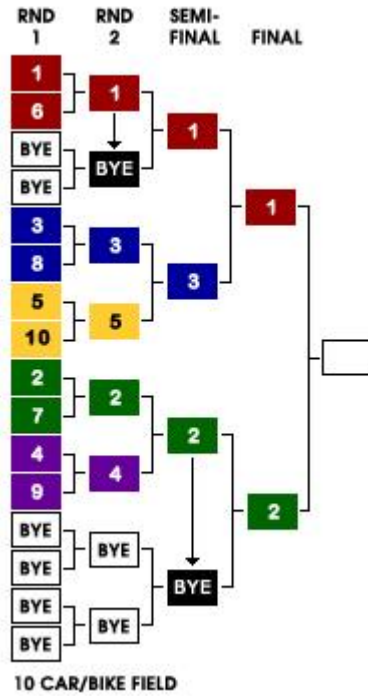 RND 1
RND 2
SEMI-FINAL
FINAL
1
6
BYE
BYE
3
8
5
10
2
7
4
9
BYE
BYE
BYE
BYE
1
BYE
3
5
2
4
BYE
BYE
1
3
2
BYE
1
2
10 CAR/BIKE FIELD